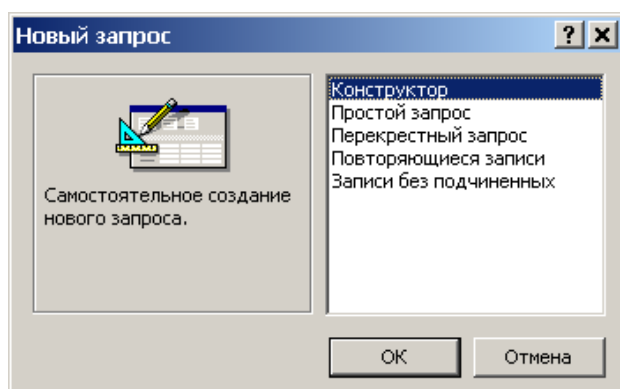 Новый запрос
Самостоятельное создание
нового запроса.
Конструктор
Простой запрос
Перекрестный запрос
Повторяющиеся записи
Записи без подчиненных
ОК
Отмена